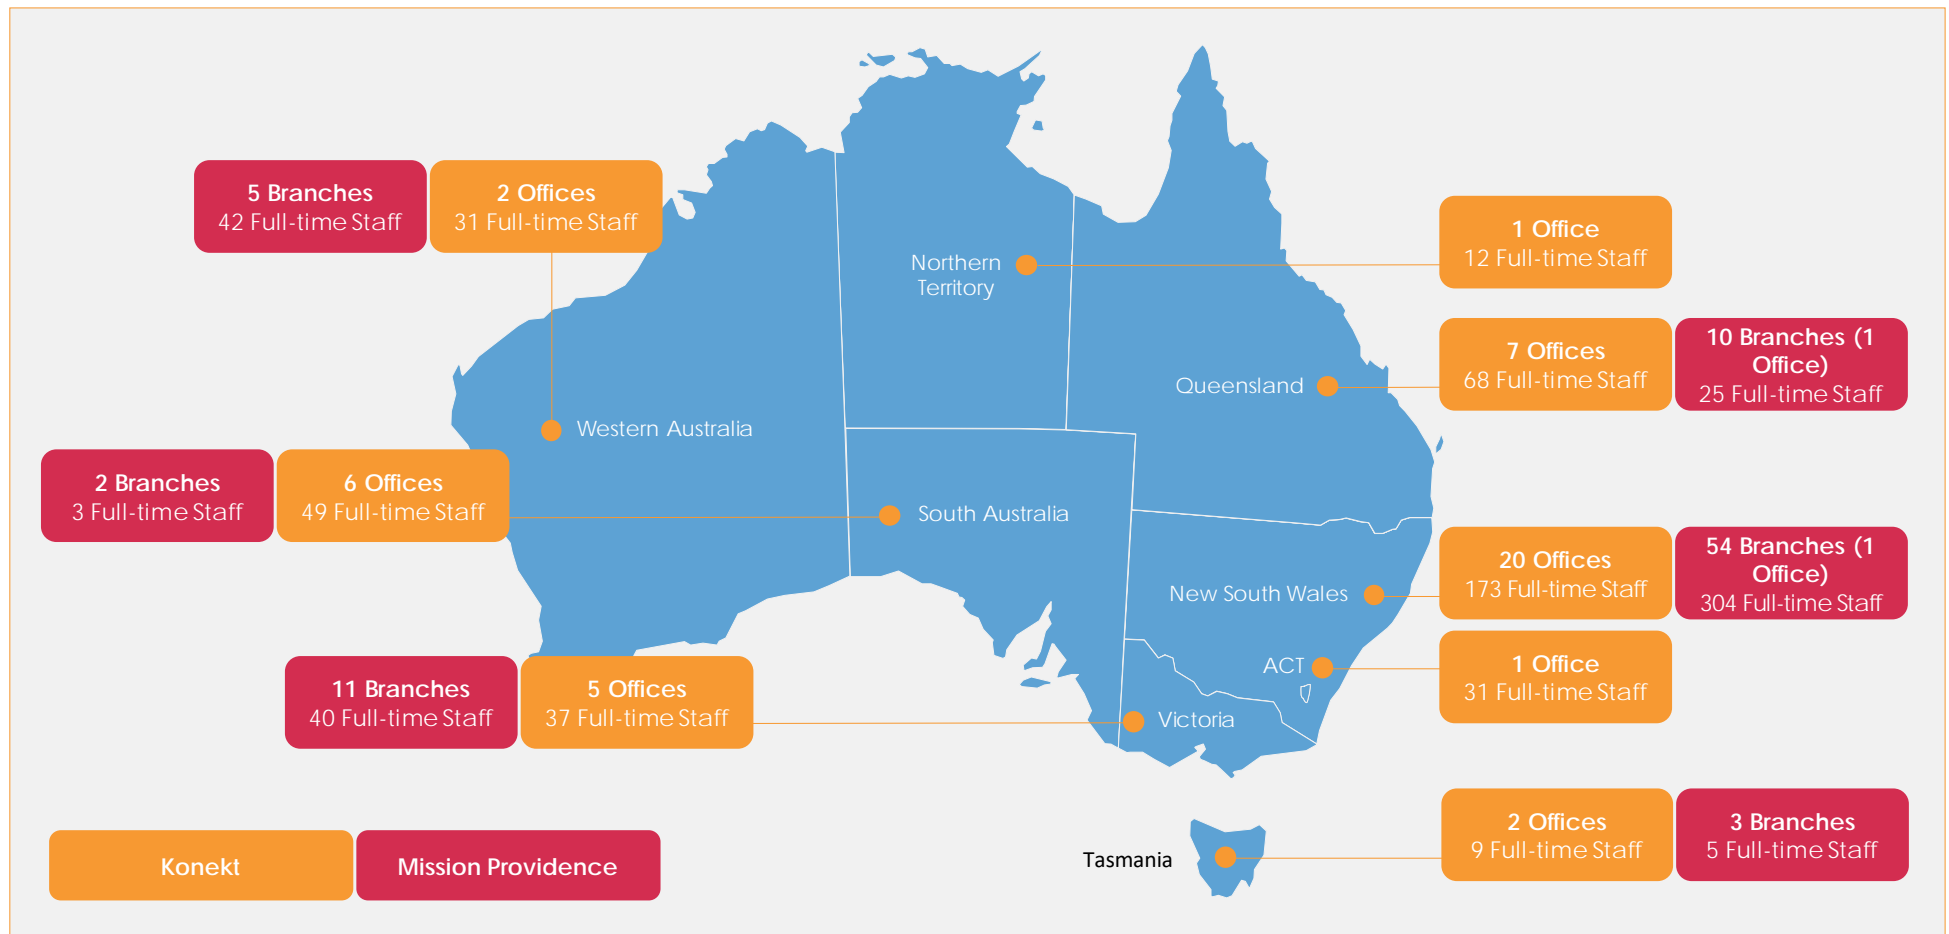 5 Branches
42 Full-time Staff
2 Offices
31 Full-time Staff
1 Office
12 Full-time Staff
Northern
Territory
7 Offices
68 Full-time Staff
10 Branches (1
Office)
25 Full-time Staff
Queensland
Western Australia
2 Branches
3 Full-time Staff
6 Offices
49 Full-time Staff
South Australia
20 Offices
173 Full-time Staff
54 Branches (1
Office)
304 Full-time Staff
New South Wales
ACT
1 Office
31 Full-time Staff
11 Branches
40 Full-time Staff
5 Offices
37 Full-time Staff
Victoria
2 Offices
9 Full-time Staff
3 Branches
5 Full-time Staff
Tasmania
Konekt
Mission Providence